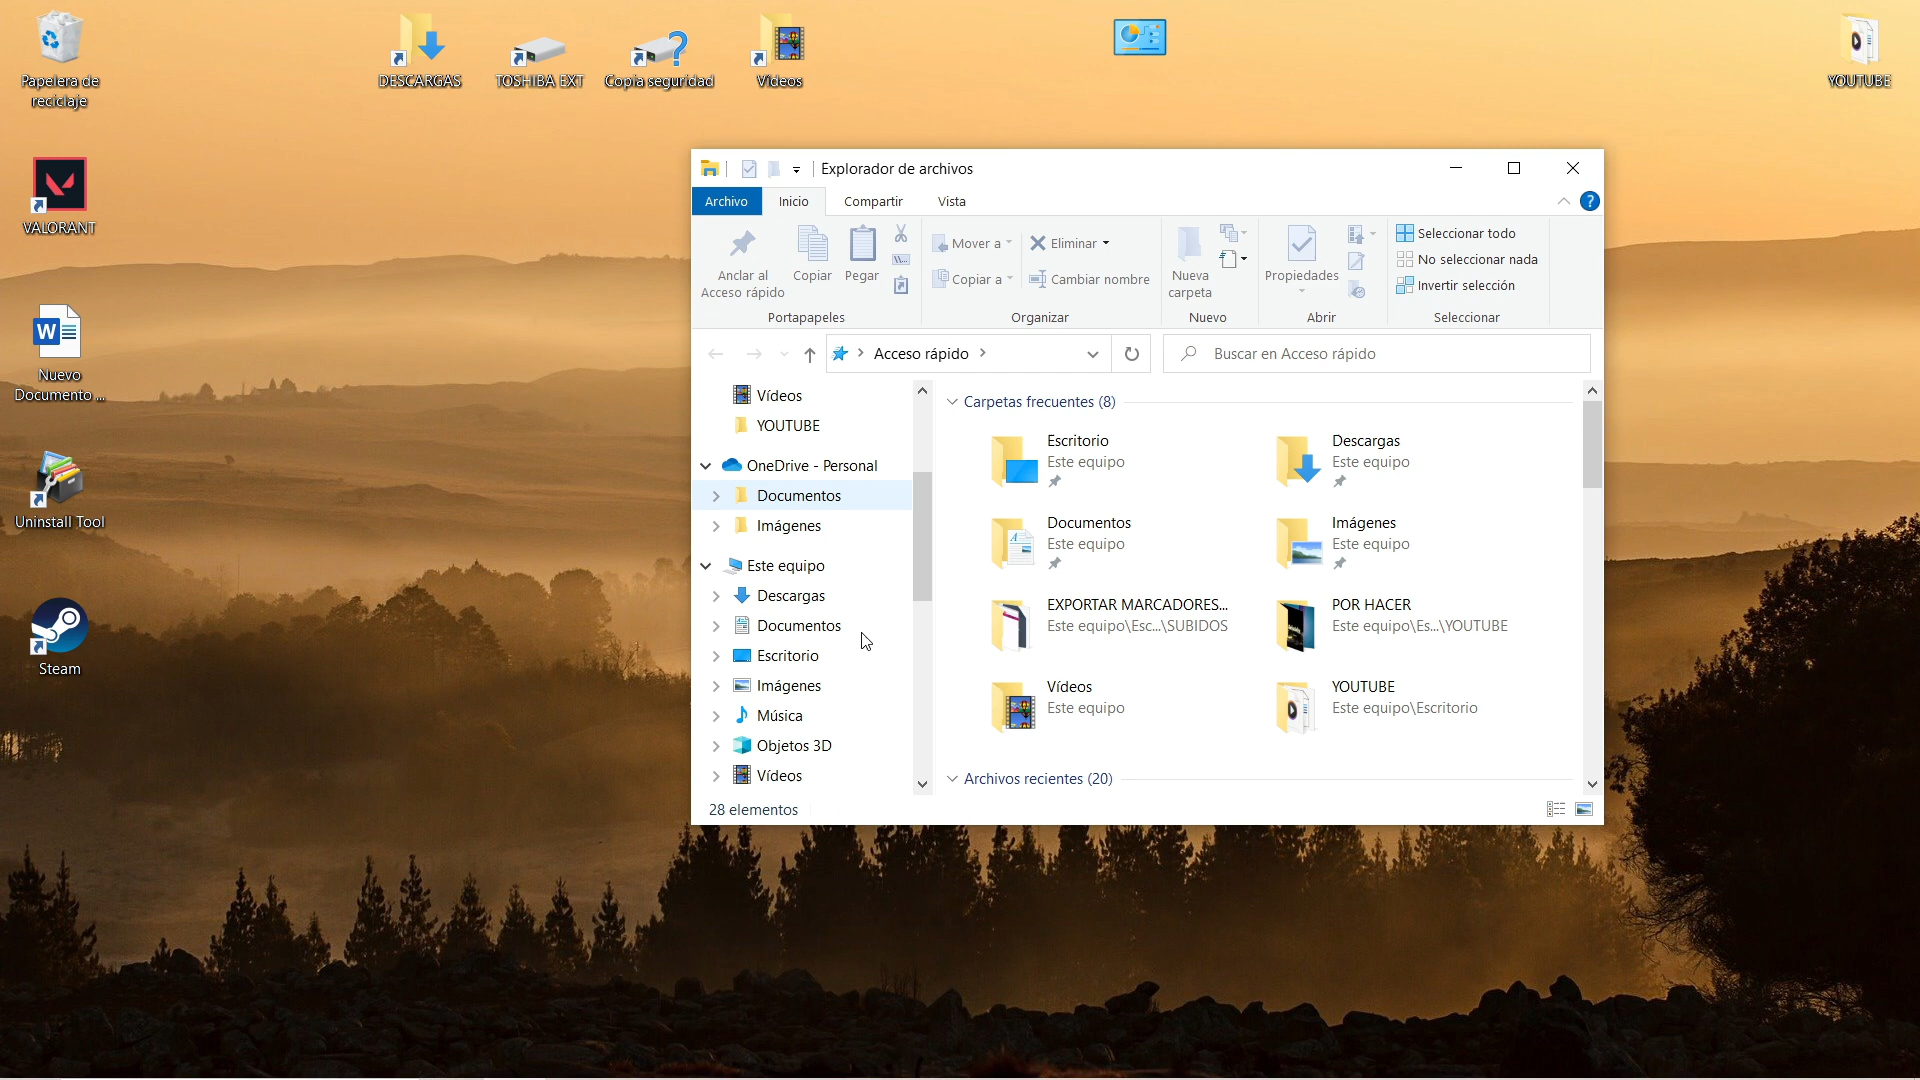 Papelera de
reciclaje
VALORANT
W
Nuevo
Documento ...
Uninstall Tool
Steam
DESCARGAS
TOSHIBA EXT
Copia seguridad
Vídeos
YOUTUBE
Explorador de archivos
Archivo
Inicio
Compartir
Vista
Anclar al
Acceso rápido
Copiar
Pegar
Portapapeles
Mover a
Copiar a
Eliminar
Cambiar nombre
Organizar
Nueva
carpeta
Nuevo
Propiedades
Abrir
Seleccionar todo
No seleccionar nada
Invertir selección
Seleccionar
Acceso rápido
Buscar en Acceso rápido
Vídeos
YOUTUBE
OneDrive - Personal
Documentos
Imágenes
Este equipo
Descargas
Documentos
Escritorio
Imágenes
Música
Objetos 3D
Vídeos
Carpetas frecuentes (8)
Escritorio
Este equipo
Descargas
Este equipo
Documentos
Este equipo
Imágenes
Este equipo
EXPORTAR MARCADORES...
Este equipo\Esc...\SUBIDOS
POR HACER
Este equipo\Es...\YOUTUBE
Vídeos
Este equipo
YOUTUBE
Este equipo\Escritorio
Archivos recientes (20)
28 elementos